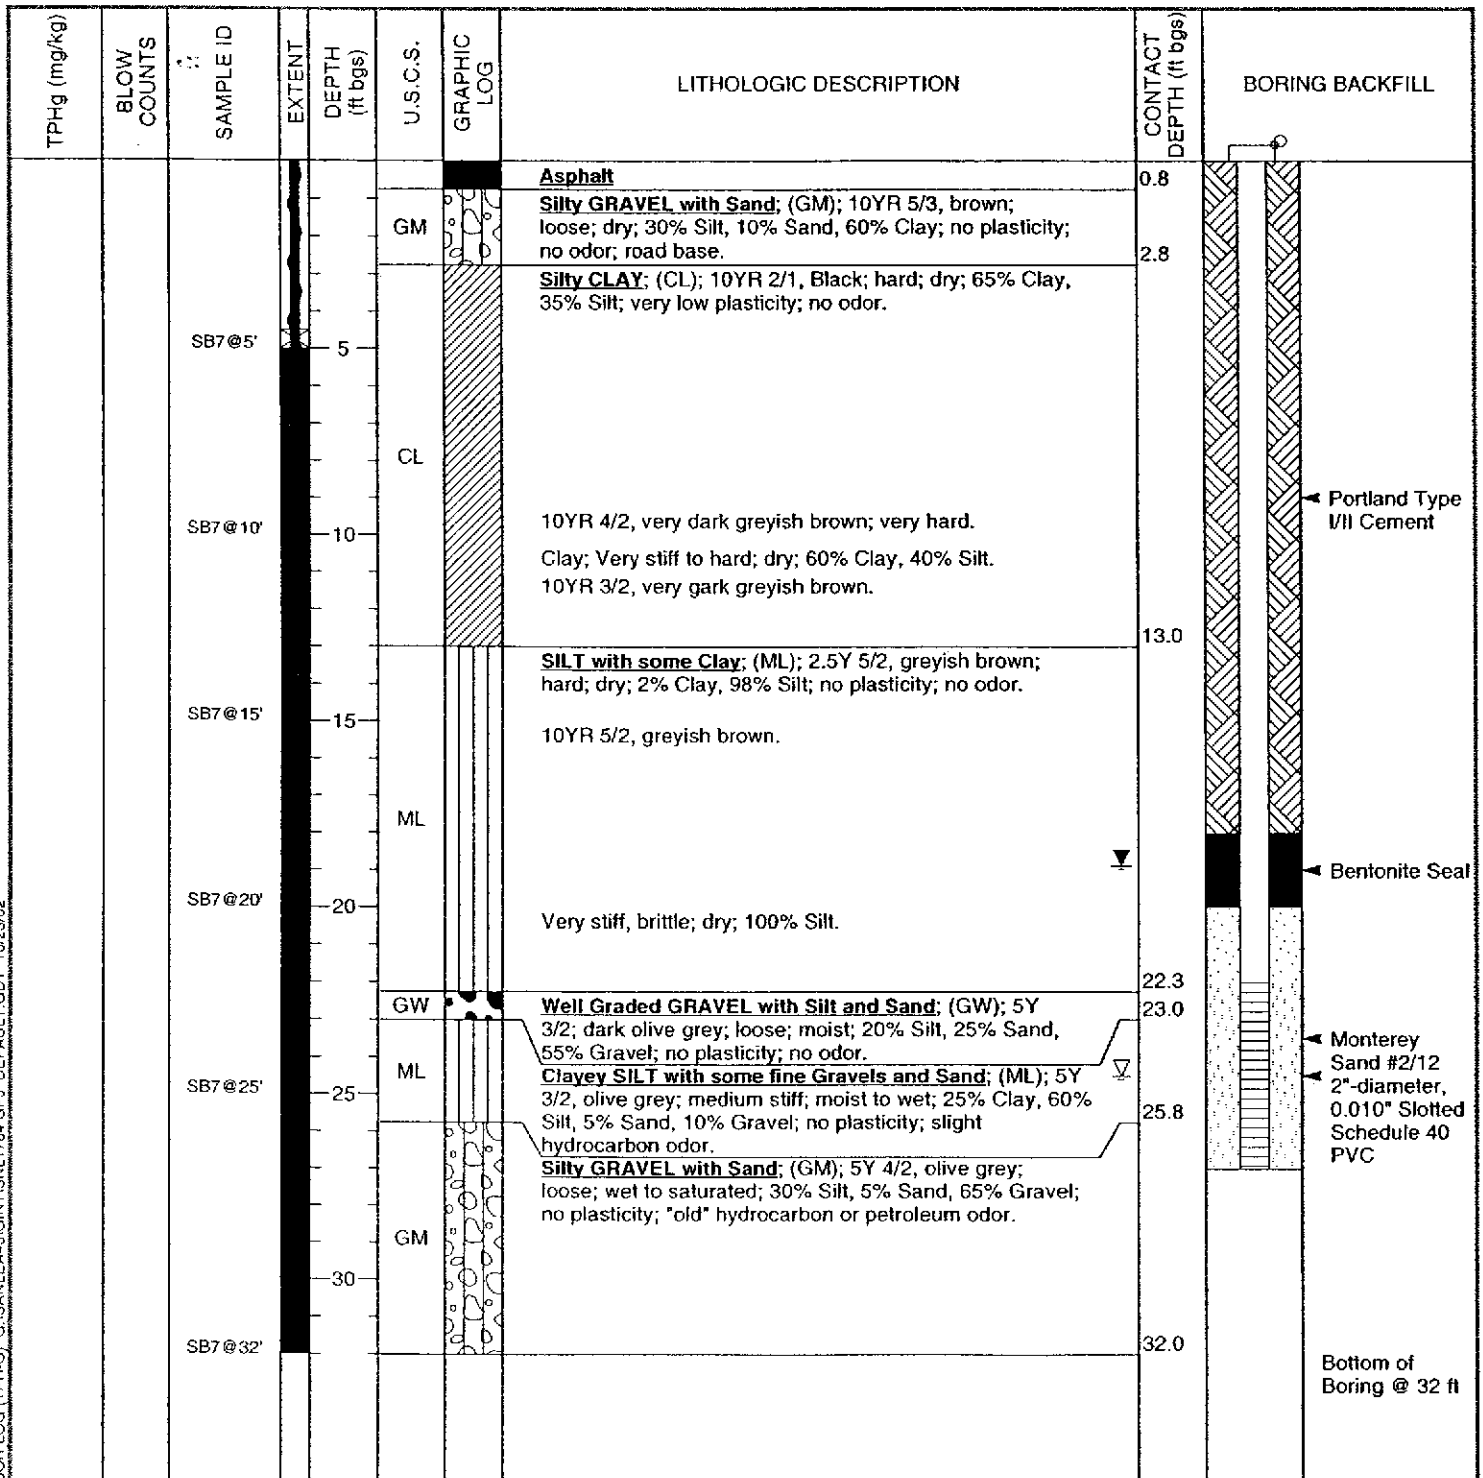 TPHg (mg/kg)
BLOW
COUNTS
SAMPLE ID
EXTENT
DEPTH
(ft bgs)
U.S.C.S.
GRAPHIC
LOG
LITHOLOGIC DESCRIPTION
CONTACT
DEPTH (ft bgs)
BORING BACKFILL
Asphalt
0.8
GM
Silty GRAVEL with Sand; (GM); 10YR 5/3, brown;
loose; dry; 30% Silt, 10% Sand, 60% Clay; no plasticity;
no odor; road base.
2.8
Silty CLAY; (CL); 10YR 2/1, Black; hard; dry; 65% Clay,
35% Silt; very low plasticity; no odor.
SB7@5'
5
CL
Portland Type
I/II Cement
SB7@10'
10
10YR 4/2, very dark greyish brown; very hard.
Clay; Very stiff to hard; dry; 60% Clay, 40% Silt.
10YR 3/2, very gark greyish brown.
13.0
SILT with some Clay; (ML); 2.5Y 5/2, greyish brown;
hard; dry; 2% Clay, 98% Silt; no plasticity; no odor.
SB7@15'
15
10YR 5/2, greyish brown.
ML
Bentonite Seal
SB7@20'
20
Very stiff, brittle; dry; 100% Silt.
22.3
GW
Well Graded GRAVEL with Silt and Sand; (GW); 5Y
3/2; dark olive grey; loose; moist; 20% Silt, 25% Sand,
55% Gravel; no plasticity; no odor.
23.0
Monterey
Sand #2/12
2"-diameter,
0.010" Slotted
Schedule 40
PVC
ML
SB7@25'
25
Clayey SILT with some fine Gravels and Sand; (ML); 5Y
3/2, olive grey; medium stiff; moist to wet; 25% Clay, 60%
Silt, 5% Sand, 10% Gravel; no plasticity; slight
hydrocarbon odor.
25.8
Silty GRAVEL with Sand; (GM); 5Y 4/2, olive grey;
loose; wet to saturated; 30% Silt, 5% Sand, 65% Gravel;
no plasticity; "old" hydrocarbon or petroleum odor.
GM
30
SB7@32'
32.0
Bottom of
Boring @ 32 ft